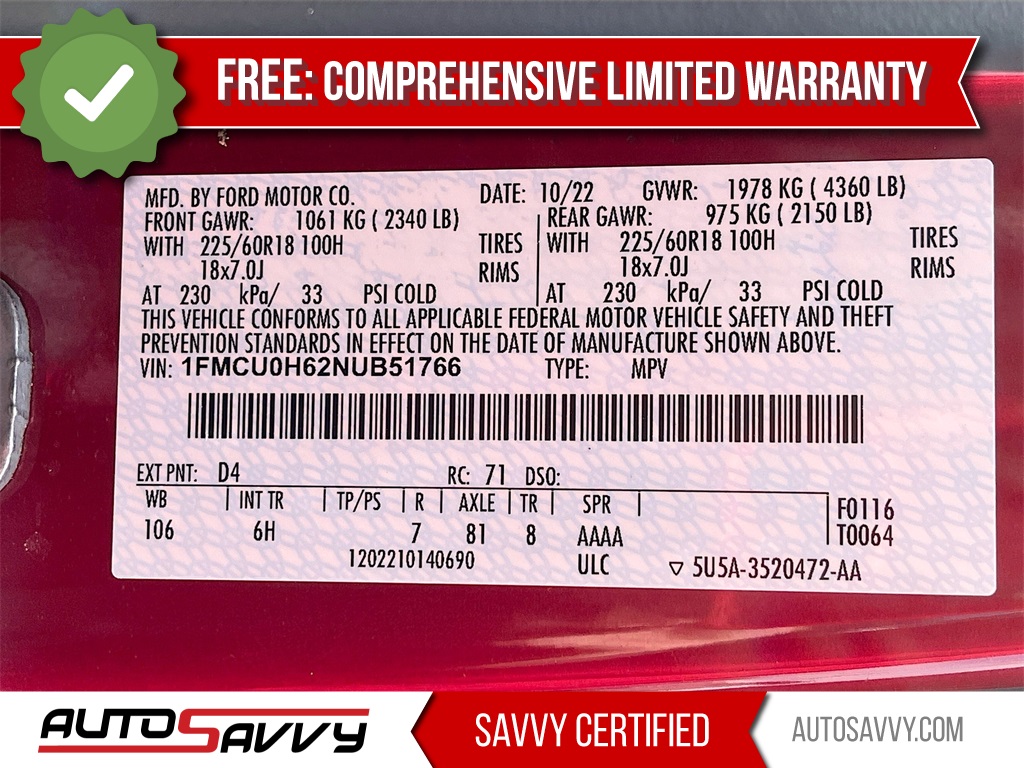 FREE: COMPREHENSIVE LIMITED WARRANTY
MFD. BY FORD MOTOR CO. DATE: 10/22 GVWR: 1978 KG ( 4360 LB)
FRONT GAWR: 1061 KG ( 2340 LB) REAR GAWR: 975 KG ( 2150 LB)
WITH 225/60R18 100H TIRES WITH 225/60R18 100H TIRES
18x7.0J RIMS 18x7.0J RIMS
AT 230 kPa/ 33 PSI COLD AT 230 kPa/ 33 PSI COLD
THIS VEHICLE CONFORMS TO ALL APPLICABLE FEDERAL MOTOR VEHICLE SAFETY AND THEFT
PREVENTION STANDARDS IN EFFECT ON THE DATE OF MANUFACTURE SHOWN ABOVE.
VIN: 1FMCU0H62NUB51766 TYPE: MPV
EXT PNT: D4 RC: 71 DSO:
WB INT TR TP/PS R AXLE TR SPR F0116
106 6H 7 81 8 AAAA T0064
1202210140690 ULC ▽ 5U5A-3520472-AA
AUTOSAVVY SAVVY CERTIFIED AUTOSAVVY.COM